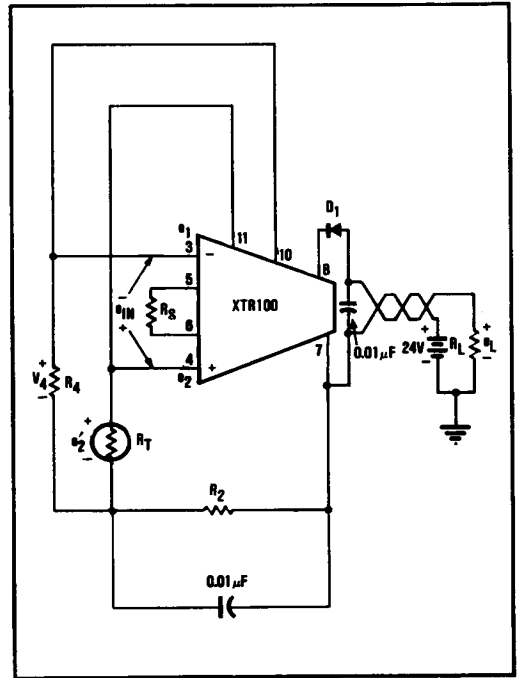 e1
3
11
10
D1
8
−
5
eIN
RS
XTR100
+
6
4
+
e2
7
0.01μF
+
24V
−
RL
+
eL
−
+
V4
R4
−
+
e'2
RT
−
R2
0.01μF